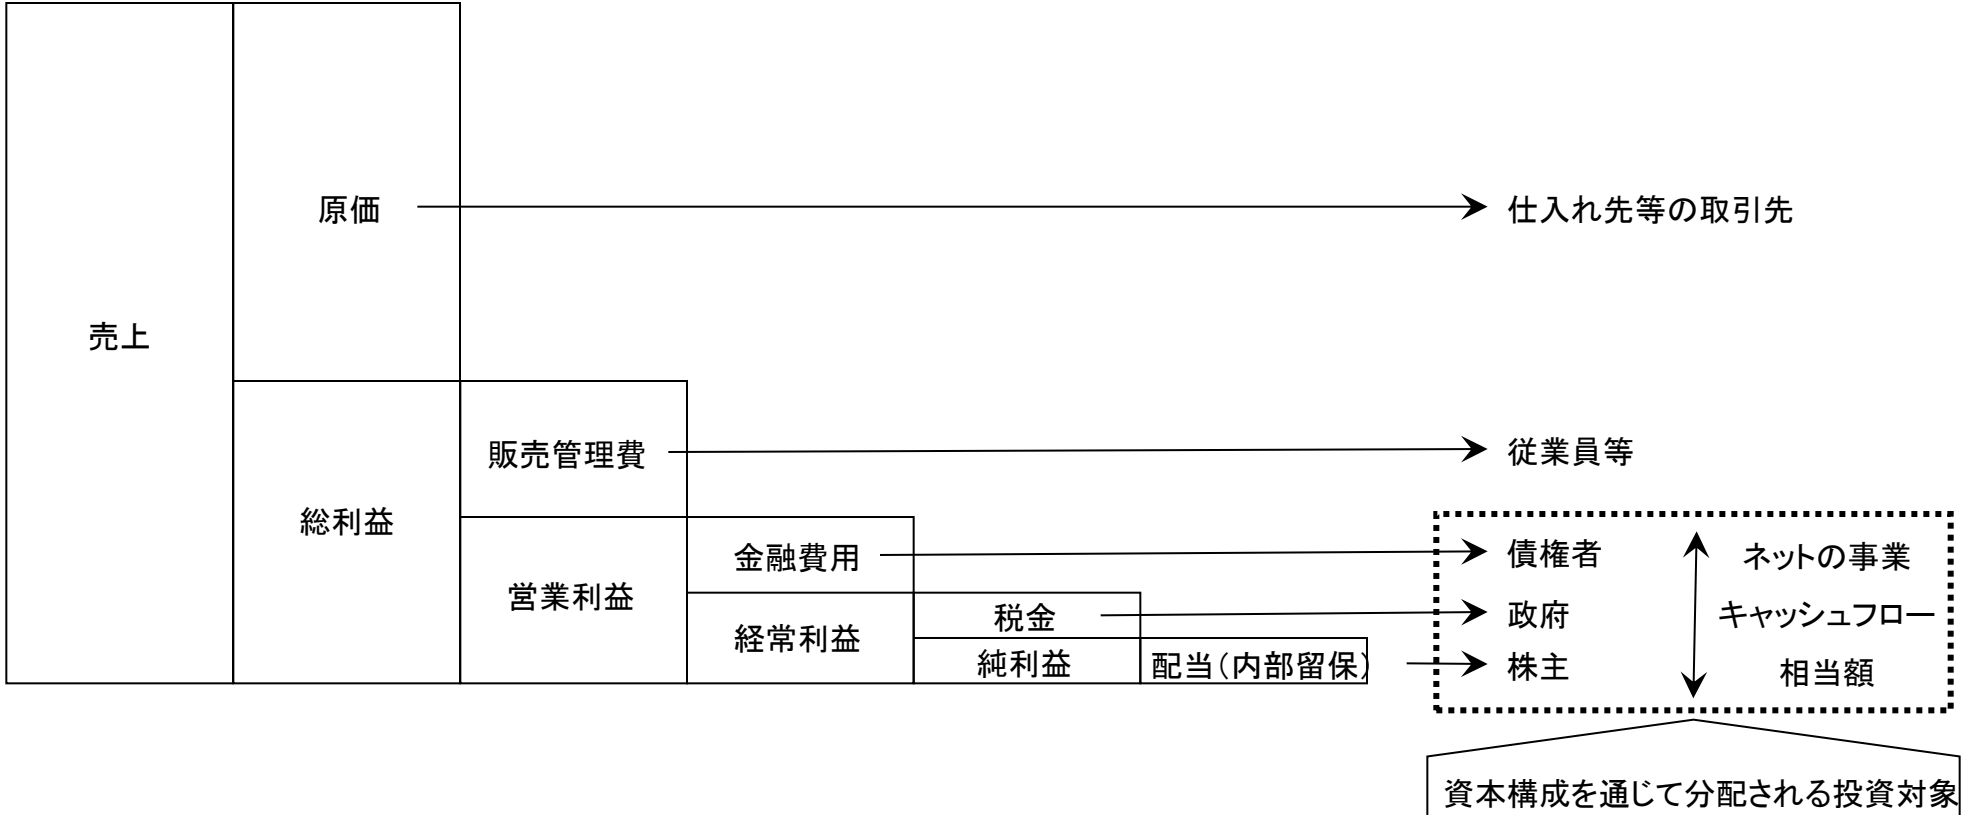 売上
原価
仕入れ先等の取引先
総利益
販売管理費
従業員等
営業利益
金融費用
債権者
経常利益
税金
政府
純利益
配当（内部留保）
株主
ネットの事業
キャッシュフロー
相当額
資本構成を通じて分配される投資対象